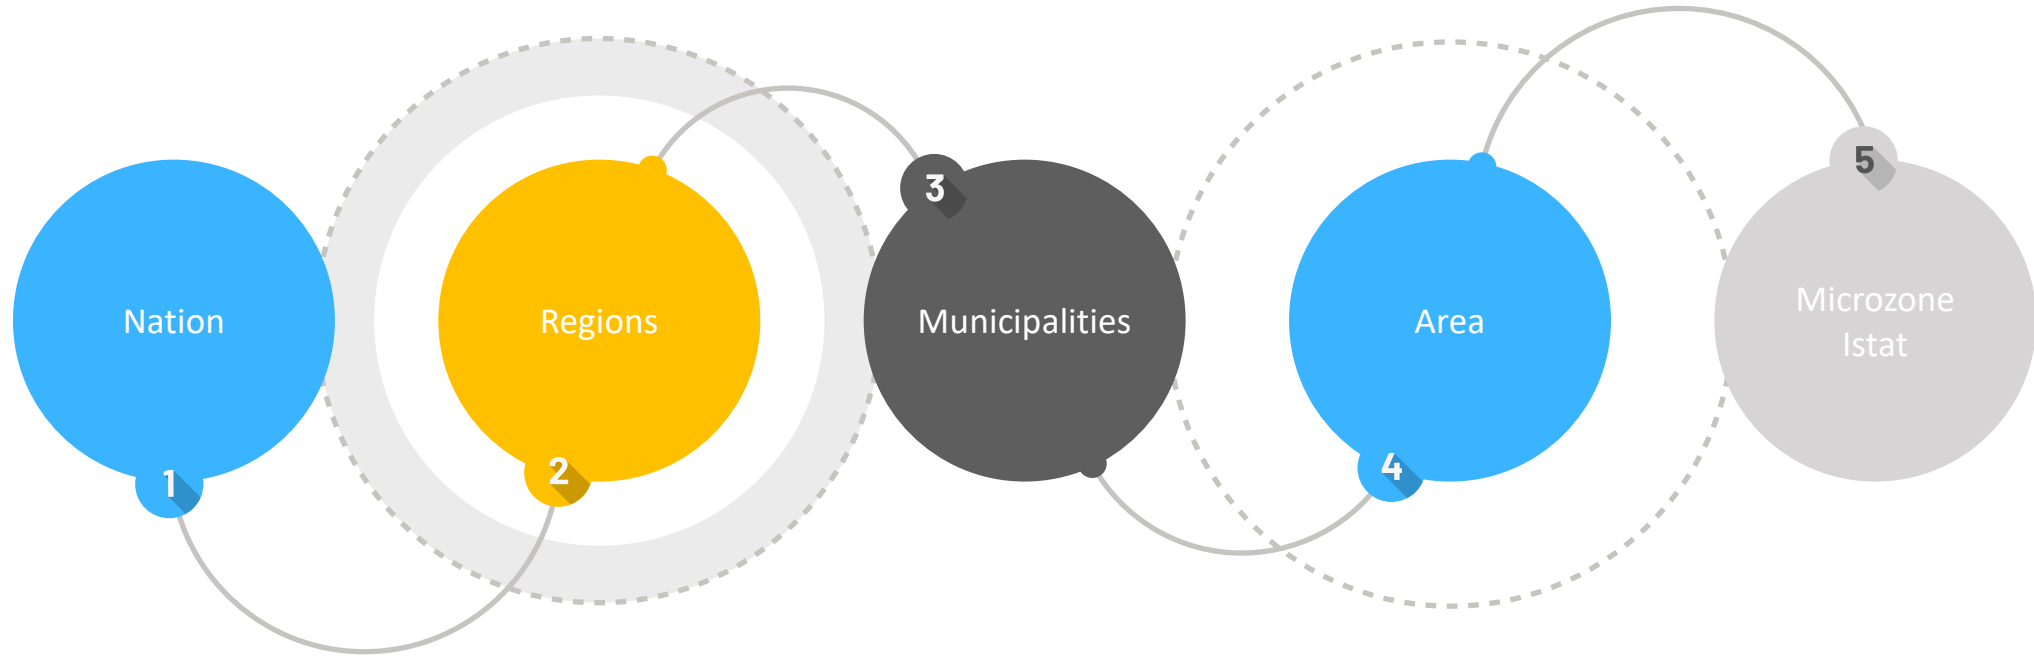 Nation
1
Regions
2
3
Municipalities
Area
4
5
Microzone
Istat